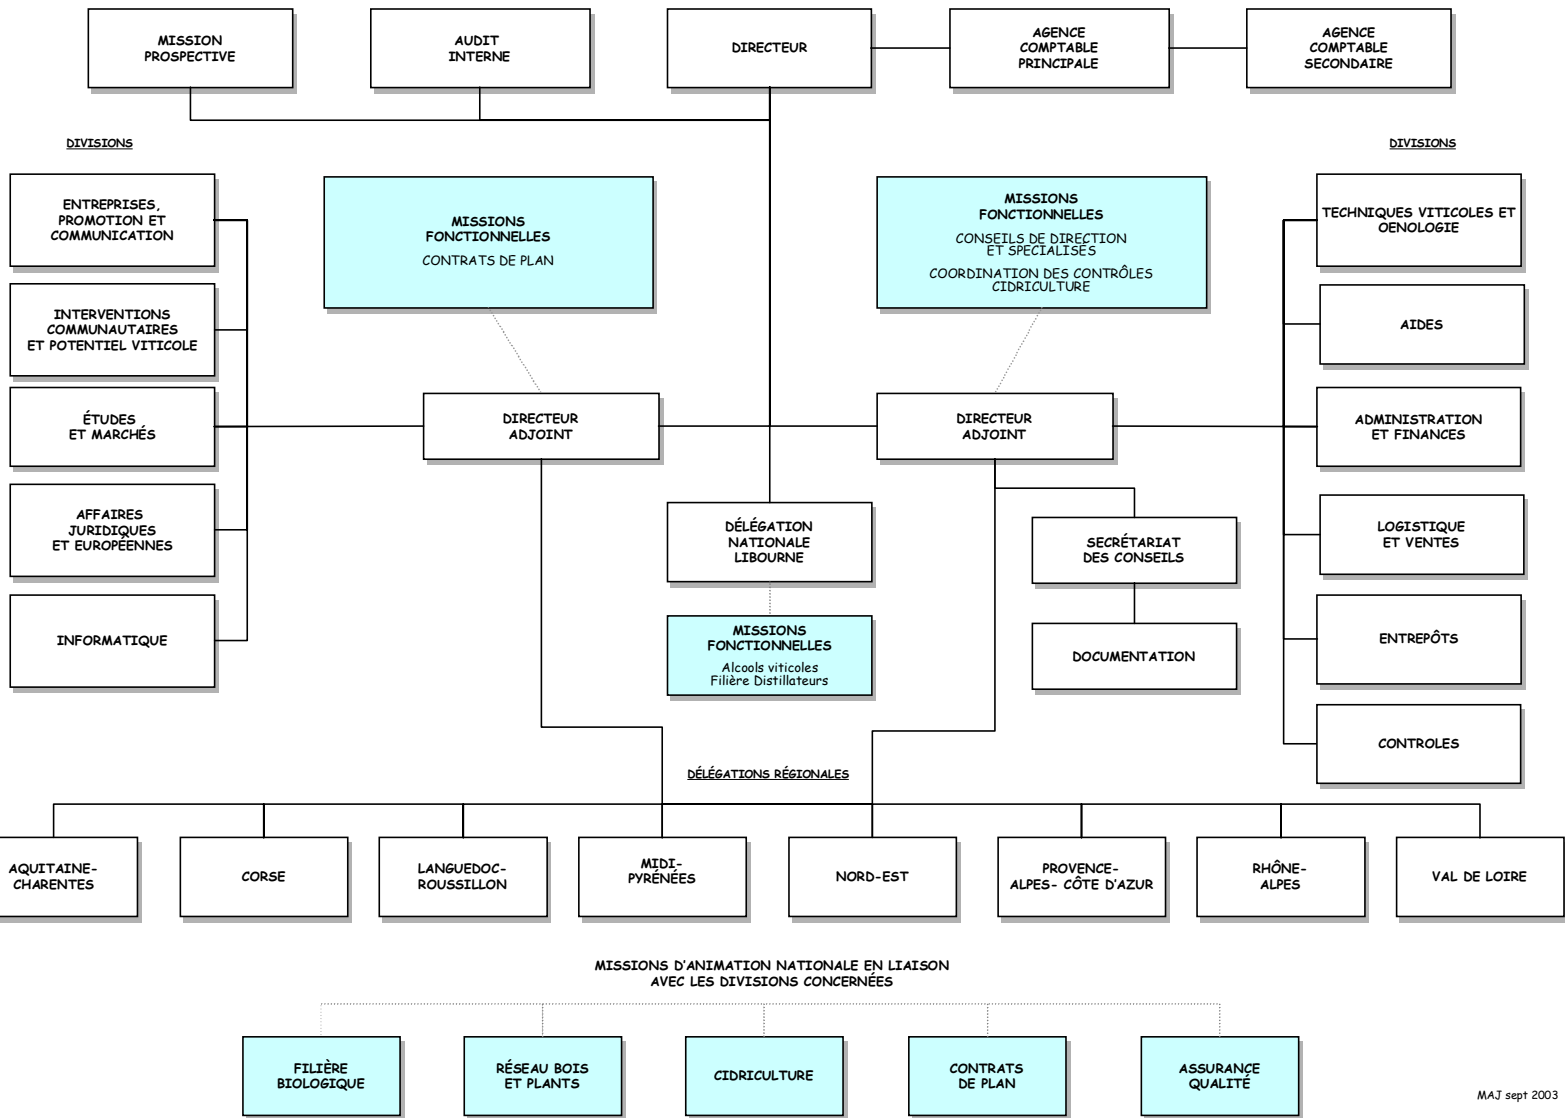 MISSION
PROSPECTIVE
AUDIT
INTERNE
DIRECTEUR
AGENCE
COMPTABLE
PRINCIPALE
AGENCE
COMPTABLE
SECONDAIRE
DIVISIONS
DIVISIONS
ENTREPRISES,
PROMOTION ET
COMMUNICATION
INTERVENTIONS
COMMUNAUTAIRES
ET POTENTIEL VITICOLE
ÉTUDES
ET MARCHÉS
AFFAIRES
JURIDIQUES
ET EUROPÉENNES
INFORMATIQUE
MISSIONS
FONCTIONNELLES
CONTRATS DE PLAN
MISSIONS
FONCTIONNELLES
CONSEILS DE DIRECTION
ET SPÉCIALISÉS
COORDINATION DES CONTRÔLES
CIDRICULTURE
TECHNIQUES VITICOLES ET
OENOLOGIE
AIDES
ADMINISTRATION
ET FINANCES
LOGISTIQUE
ET VENTES
ENTREPÔTS
CONTROLES
DIRECTEUR
ADJOINT
DIRECTEUR
ADJOINT
DÉLÉGATION
NATIONALE
LIBOURNE
MISSIONS
FONCTIONNELLES
Alcools viticoles
Filière Distillateurs
SECRÉTARIAT
DES CONSEILS
DOCUMENTATION
DÉLÉGATIONS RÉGIONALES
AQUITAINE-
CHARENTES
CORSE
LANGUEDOC-
ROUSSILLON
MIDI-
PYRÉNÉES
NORD-EST
PROVENCE-
ALPES- CÔTE D'AZUR
RHÔNE-
ALPES
VAL DE LOIRE
MISSIONS D'ANIMATION NATIONALE EN LIAISON
AVEC LES DIVISIONS CONCERNÉES
FILIÈRE
BIOLOGIQUE
RÉSEAU BOIS
ET PLANTS
CIDRICULTURE
CONTRATS
DE PLAN
ASSURANCE
QUALITÉ
MAJ sept 2003